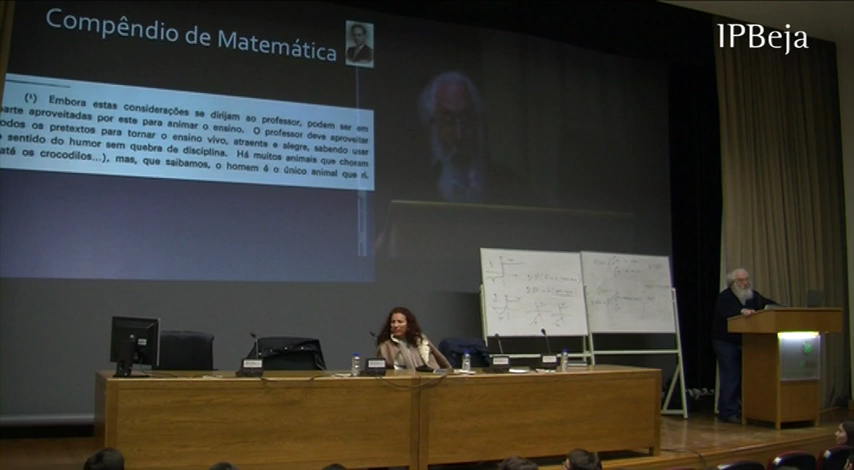 Compêndio de Matemática
IPBeja
(¹) Embora estas considerações se dirijam ao professor, podem ser em
parte aproveitadas por este para animar o ensino. O professor deve aproveitar
todos os pretextos para tornar o ensino vivo, atraente e alegre, sabendo usar
o sentido do humor sem quebra de disciplina. Há muitos animais que choram
(até os crocodilos...), mas, que saibamos, o homem é o único animal que ri.